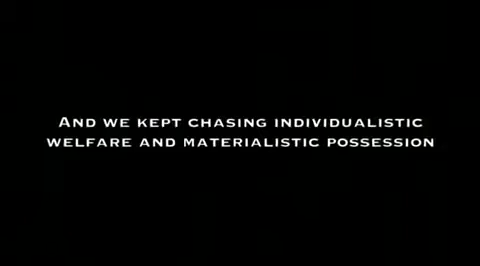 And we kept chasing individualistic
welfare and materialistic possession